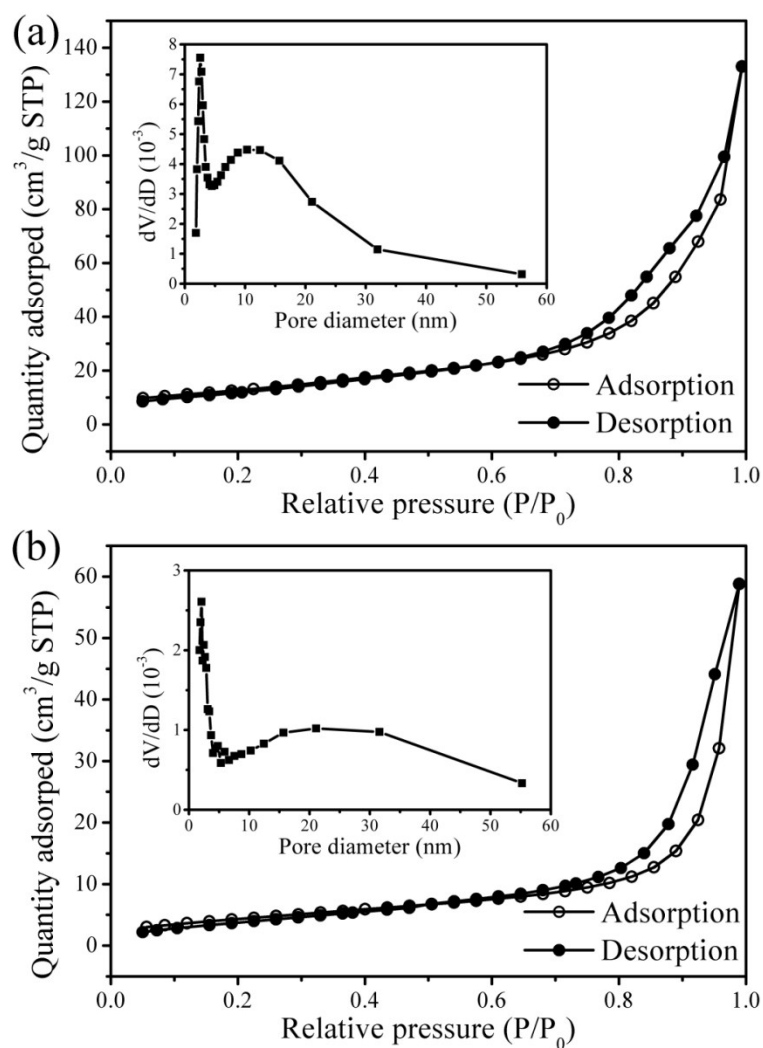 (a)
Quantity adsorped (cm³/g STP)
140
120
100
80
60
40
20
0
0.0 0.2 0.4 0.6 0.8 1.0
Relative pressure (P/P₀)
dV/dD (10⁻³)
8
7
6
5
4
3
2
1
0
0 10 20 30 40 50 60
Pore diameter (nm)
Adsorption
Desorption
(b)
Quantity adsorped (cm³/g STP)
60
50
40
30
20
10
0
0.0 0.2 0.4 0.6 0.8 1.0
Relative pressure (P/P₀)
dV/dD (10⁻³)
3
2
1
0
0 10 20 30 40 50 60
Pore diameter (nm)
Adsorption
Desorption